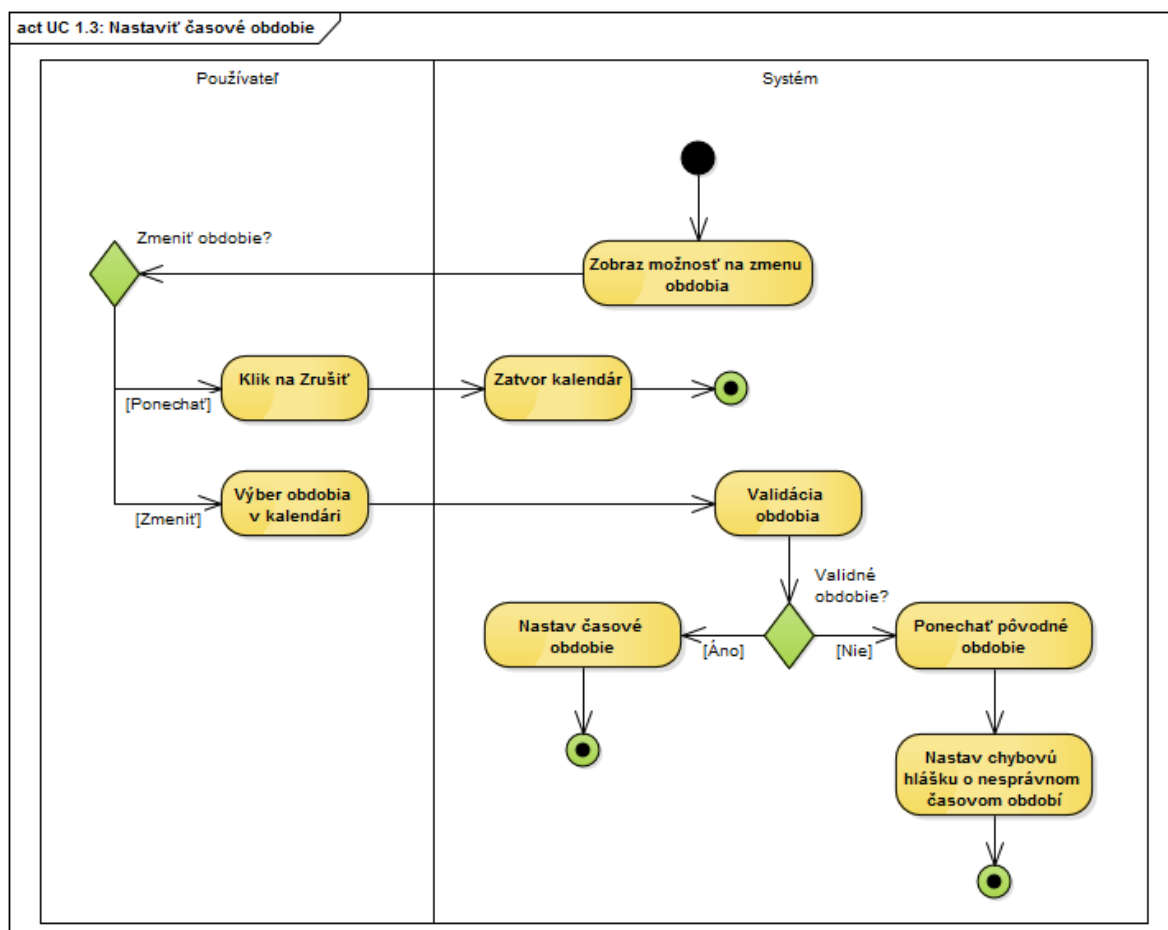 act UC 1.3: Nastaviť časové obdobie
Používateľ
Systém
Zmeniť obdobie?
Zobraz možnosť na zmenu
obdobia
Klik na Zrušiť
Zatvor kalendár
[Ponechať]
Výber obdobia
v kalendári
[Zmeniť]
Validácia
obdobia
Validné
obdobie?
Nastav časové
obdobie
[Áno]
[Nie]
Ponechať pôvodné
obdobie
Nastav chybovú
hlášku o nesprávnom
časovom období